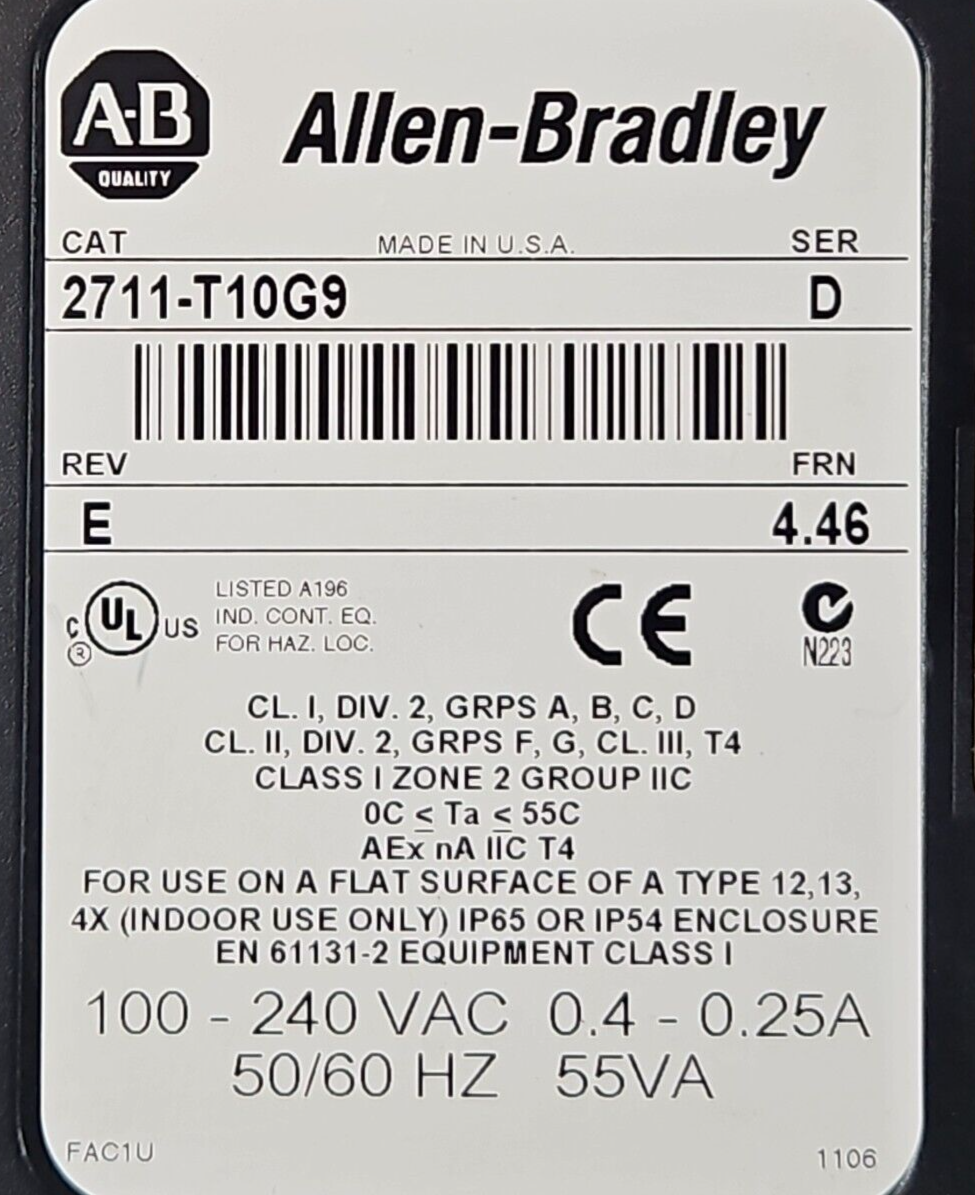 A-B
QUALITY
Allen-Bradley
CAT MADE IN U.S.A. SER
2711-T10G9 D
REV FRN
E 4.46
C UL US ®
LISTED A196
IND. CONT. EQ.
FOR HAZ. LOC.
CE
N223
CL. I, DIV. 2, GRPS A, B, C, D
CL. II, DIV. 2, GRPS F, G, CL. III, T4
CLASS I ZONE 2 GROUP IIC
0C ≤ Ta ≤ 55C
AEx nA IIC T4
FOR USE ON A FLAT SURFACE OF A TYPE 12,13,
4X (INDOOR USE ONLY) IP65 OR IP54 ENCLOSURE
EN 61131-2 EQUIPMENT CLASS I
100 - 240 VAC 0.4 - 0.25A
50/60 HZ 55VA
FAC1U 1106